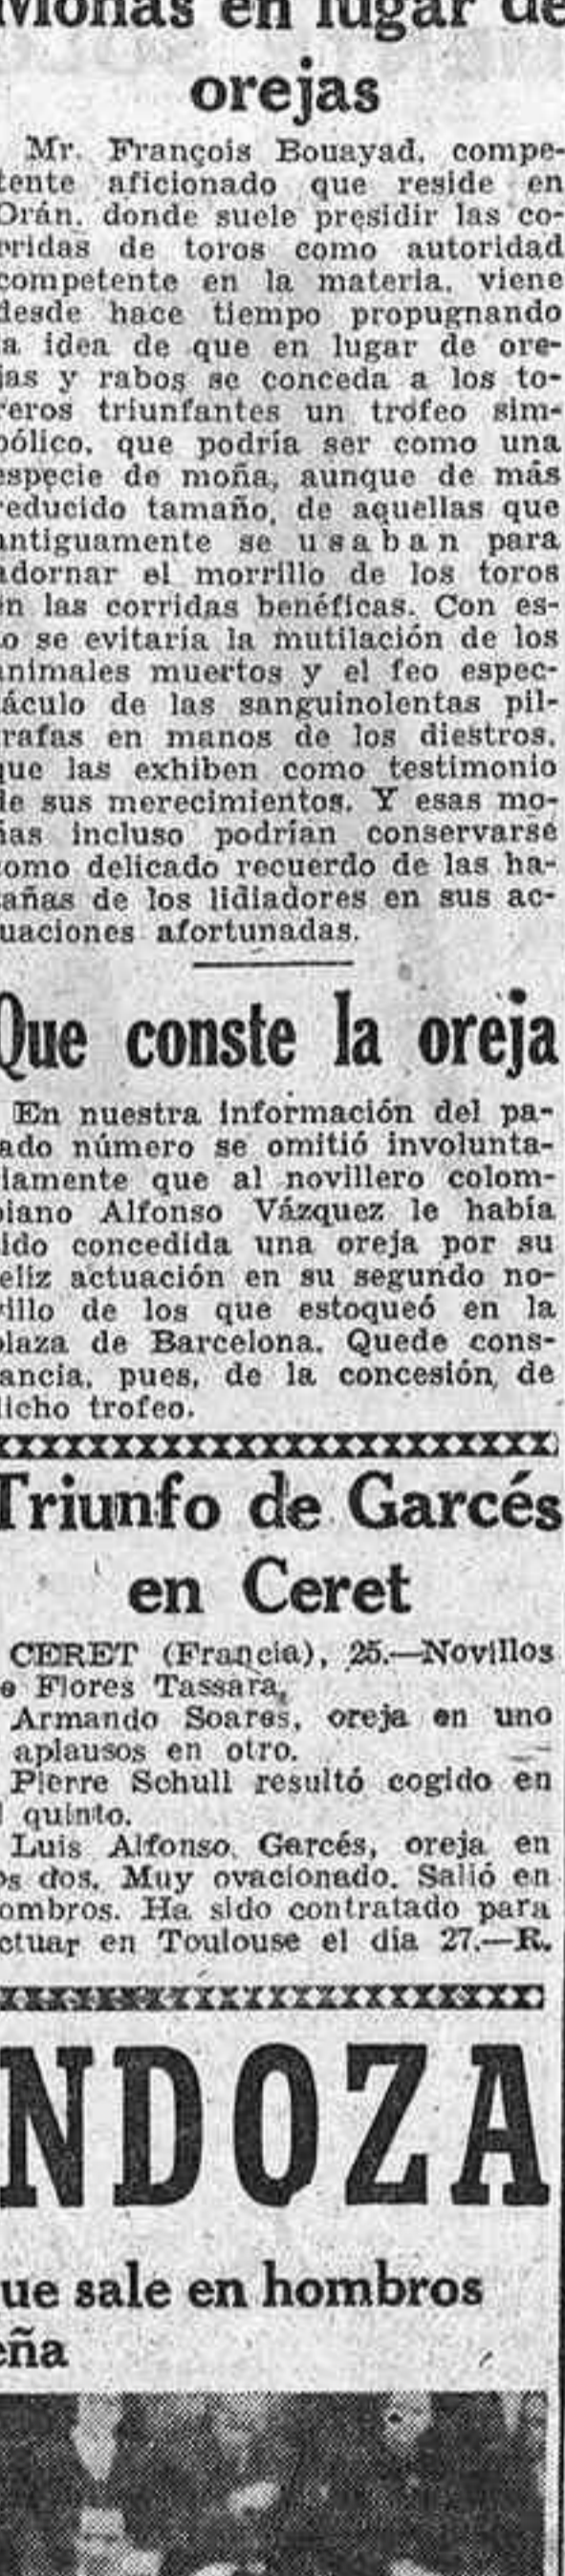 Moñas en lugar de
orejas
Mr. François Bouayad, compe-
tente aficionado que reside en
Orán, donde suele presidir las co-
rridas de toros como autoridad
competente en la materia, viene
desde hace tiempo propugnando
la idea de que en lugar de ore-
jas y rabos se conceda a los to-
reros triunfantes un trofeo sim-
bólico, que podría ser como una
especie de moña, aunque de más
reducido tamaño, de aquellas que
antiguamente se usaban para
adornar el morrillo de los toros
en las corridas benéficas. Con es-
to se evitaría la mutilación de los
animales muertos y el feo espec-
táculo de las sanguinolentas pil-
trafas en manos de los diestros,
que las exhiben como testimonio
de sus merecimientos. Y esas mo-
ñas incluso podrían conservarse
como delicado recuerdo de las ha-
zañas de los lidiadores en sus ac-
tuaciones afortunadas.
Que conste la oreja
En nuestra información del pa-
sado número se omitió involunta-
riamente que al novillero colom-
biano Alfonso Vázquez le había
sido concedida una oreja por su
feliz actuación en su segundo no-
villo de los que estoqueó en la
plaza de Barcelona. Quede cons-
tancia, pues, de la concesión de
dicho trofeo.
Triunfo de Garcés
en Ceret
CERET (Francia), 25.—Novillos
de Flores Tassara.
Armando Soares, oreja en uno
aplausos en otro.
Pierre Schull resultó cogido en
el quinto.
Luis Alfonso Garcés, oreja en
los dos. Muy ovacionado. Salió en
hombros. Ha sido contratado para
actuar en Toulouse el día 27.—R.
NDOZA
ue sale en hombros
eña